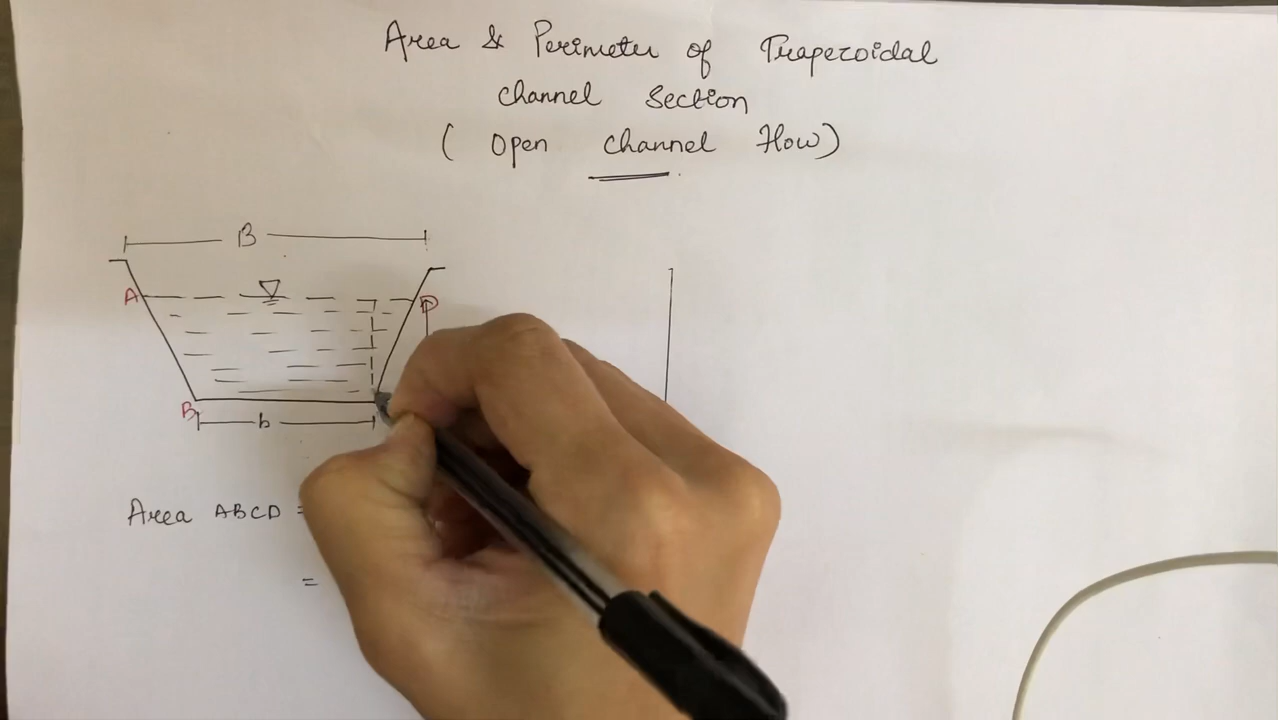 Area & Perimeter of Trapezoidal
channel section
( Open channel flow)
B
A
D
B
b
Area ABCD =
=